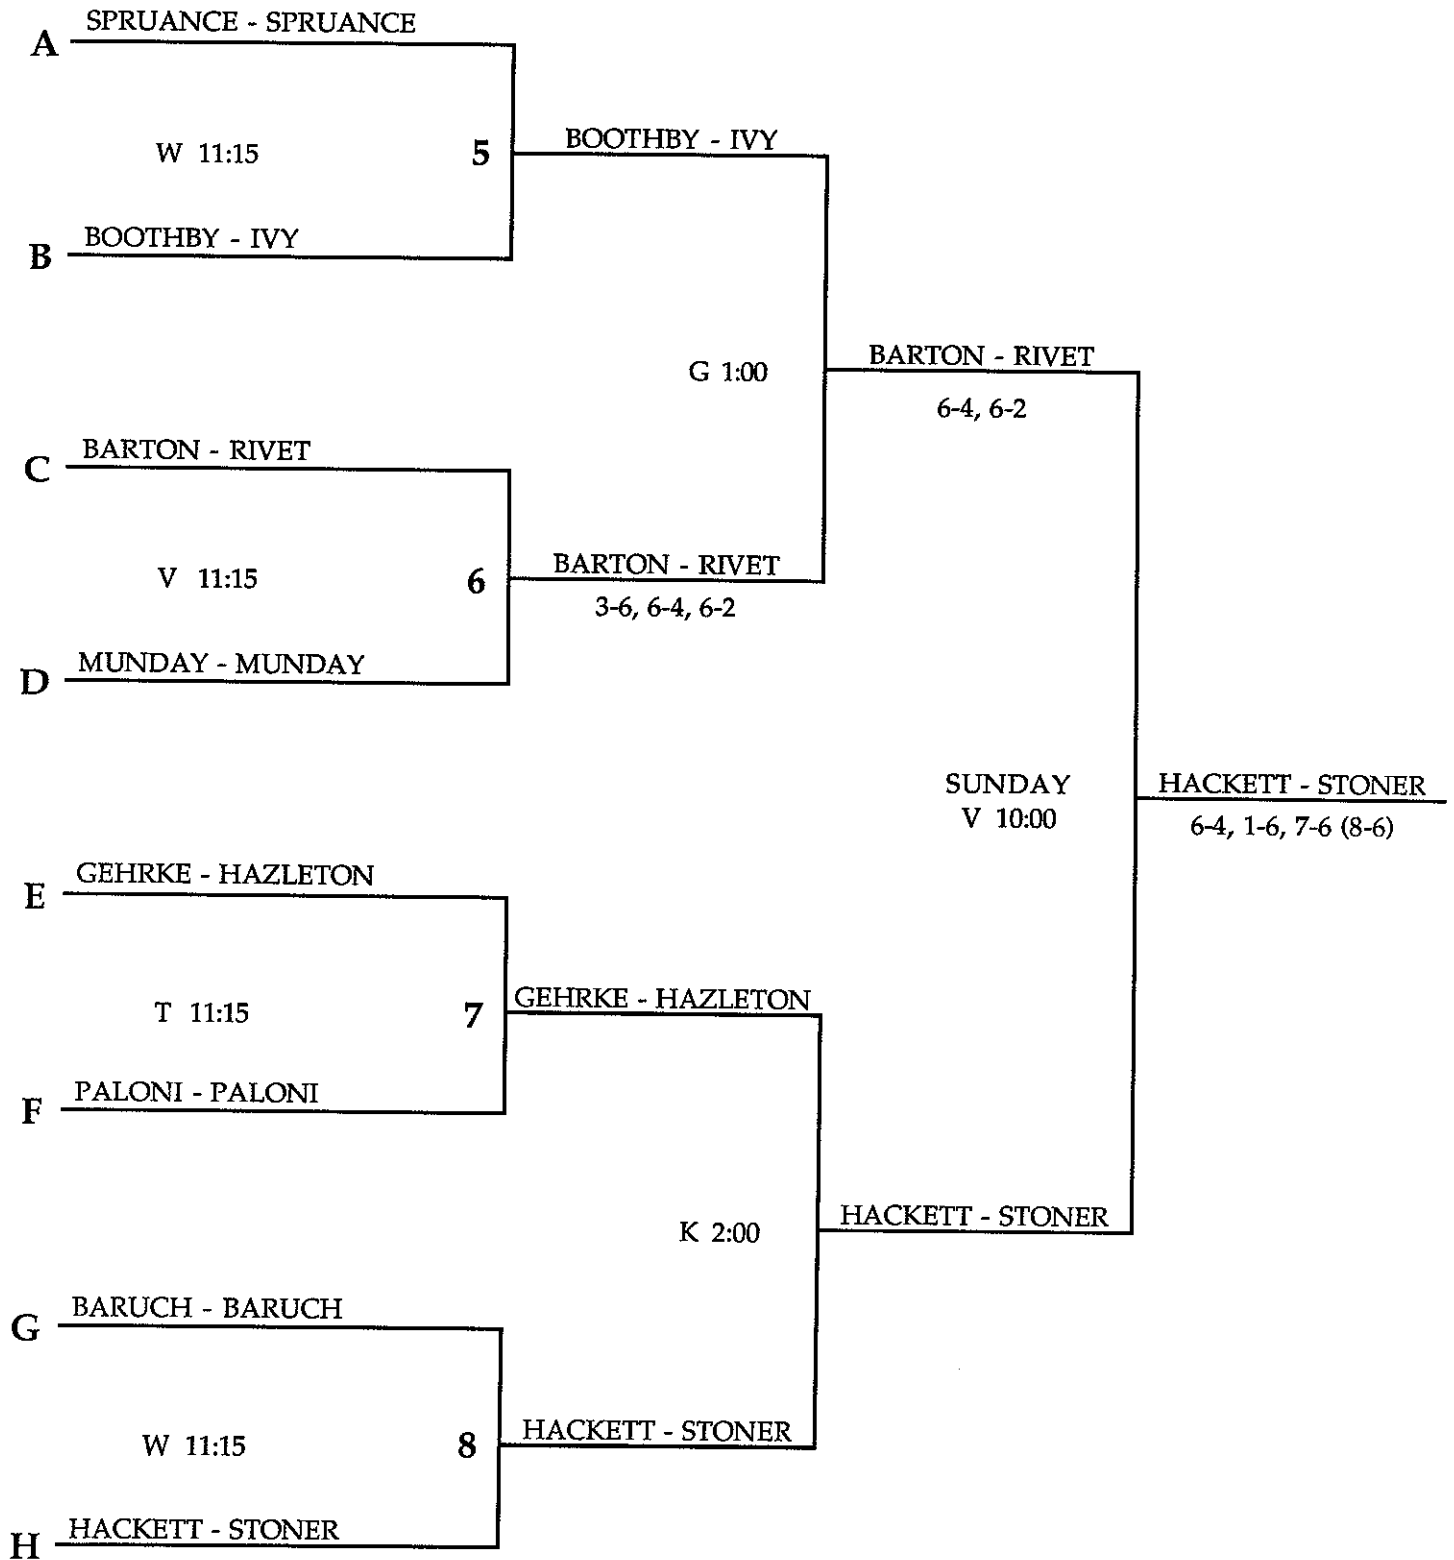 SPRUANCE - SPRUANCE
A
W 11:15
5
BOOTHBY - IVY
BOOTHBY - IVY
B
G 1:00
BARTON - RIVET
6-4, 6-2
BARTON - RIVET
C
V 11:15
6
BARTON - RIVET
3-6, 6-4, 6-2
MUNDAY - MUNDAY
D
SUNDAY
V 10:00
HACKETT - STONER
6-4, 1-6, 7-6 (8-6)
GEHRKE - HAZLETON
E
T 11:15
7
GEHRKE - HAZLETON
PALONI - PALONI
F
K 2:00
HACKETT - STONER
BARUCH - BARUCH
G
W 11:15
8
HACKETT - STONER
HACKETT - STONER
H